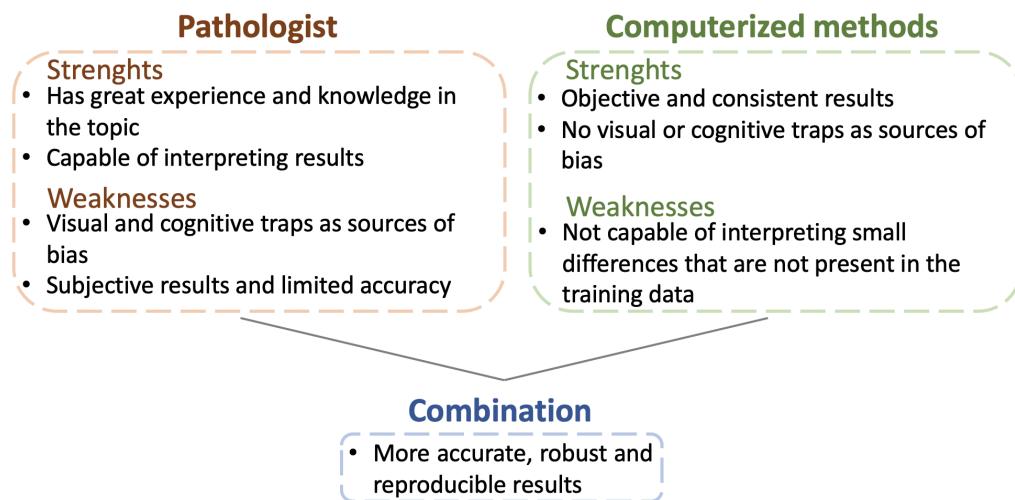 Pathologist
Strenghts
• Has great experience and knowledge in
the topic
• Capable of interpreting results
Weaknesses
• Visual and cognitive traps as sources of
bias
• Subjective results and limited accuracy
Computerized methods
Strenghts
• Objective and consistent results
• No visual or cognitive traps as sources of
bias
Weaknesses
• Not capable of interpreting small
differences that are not present in the
training data
Combination
• More accurate, robust and
reproducible results